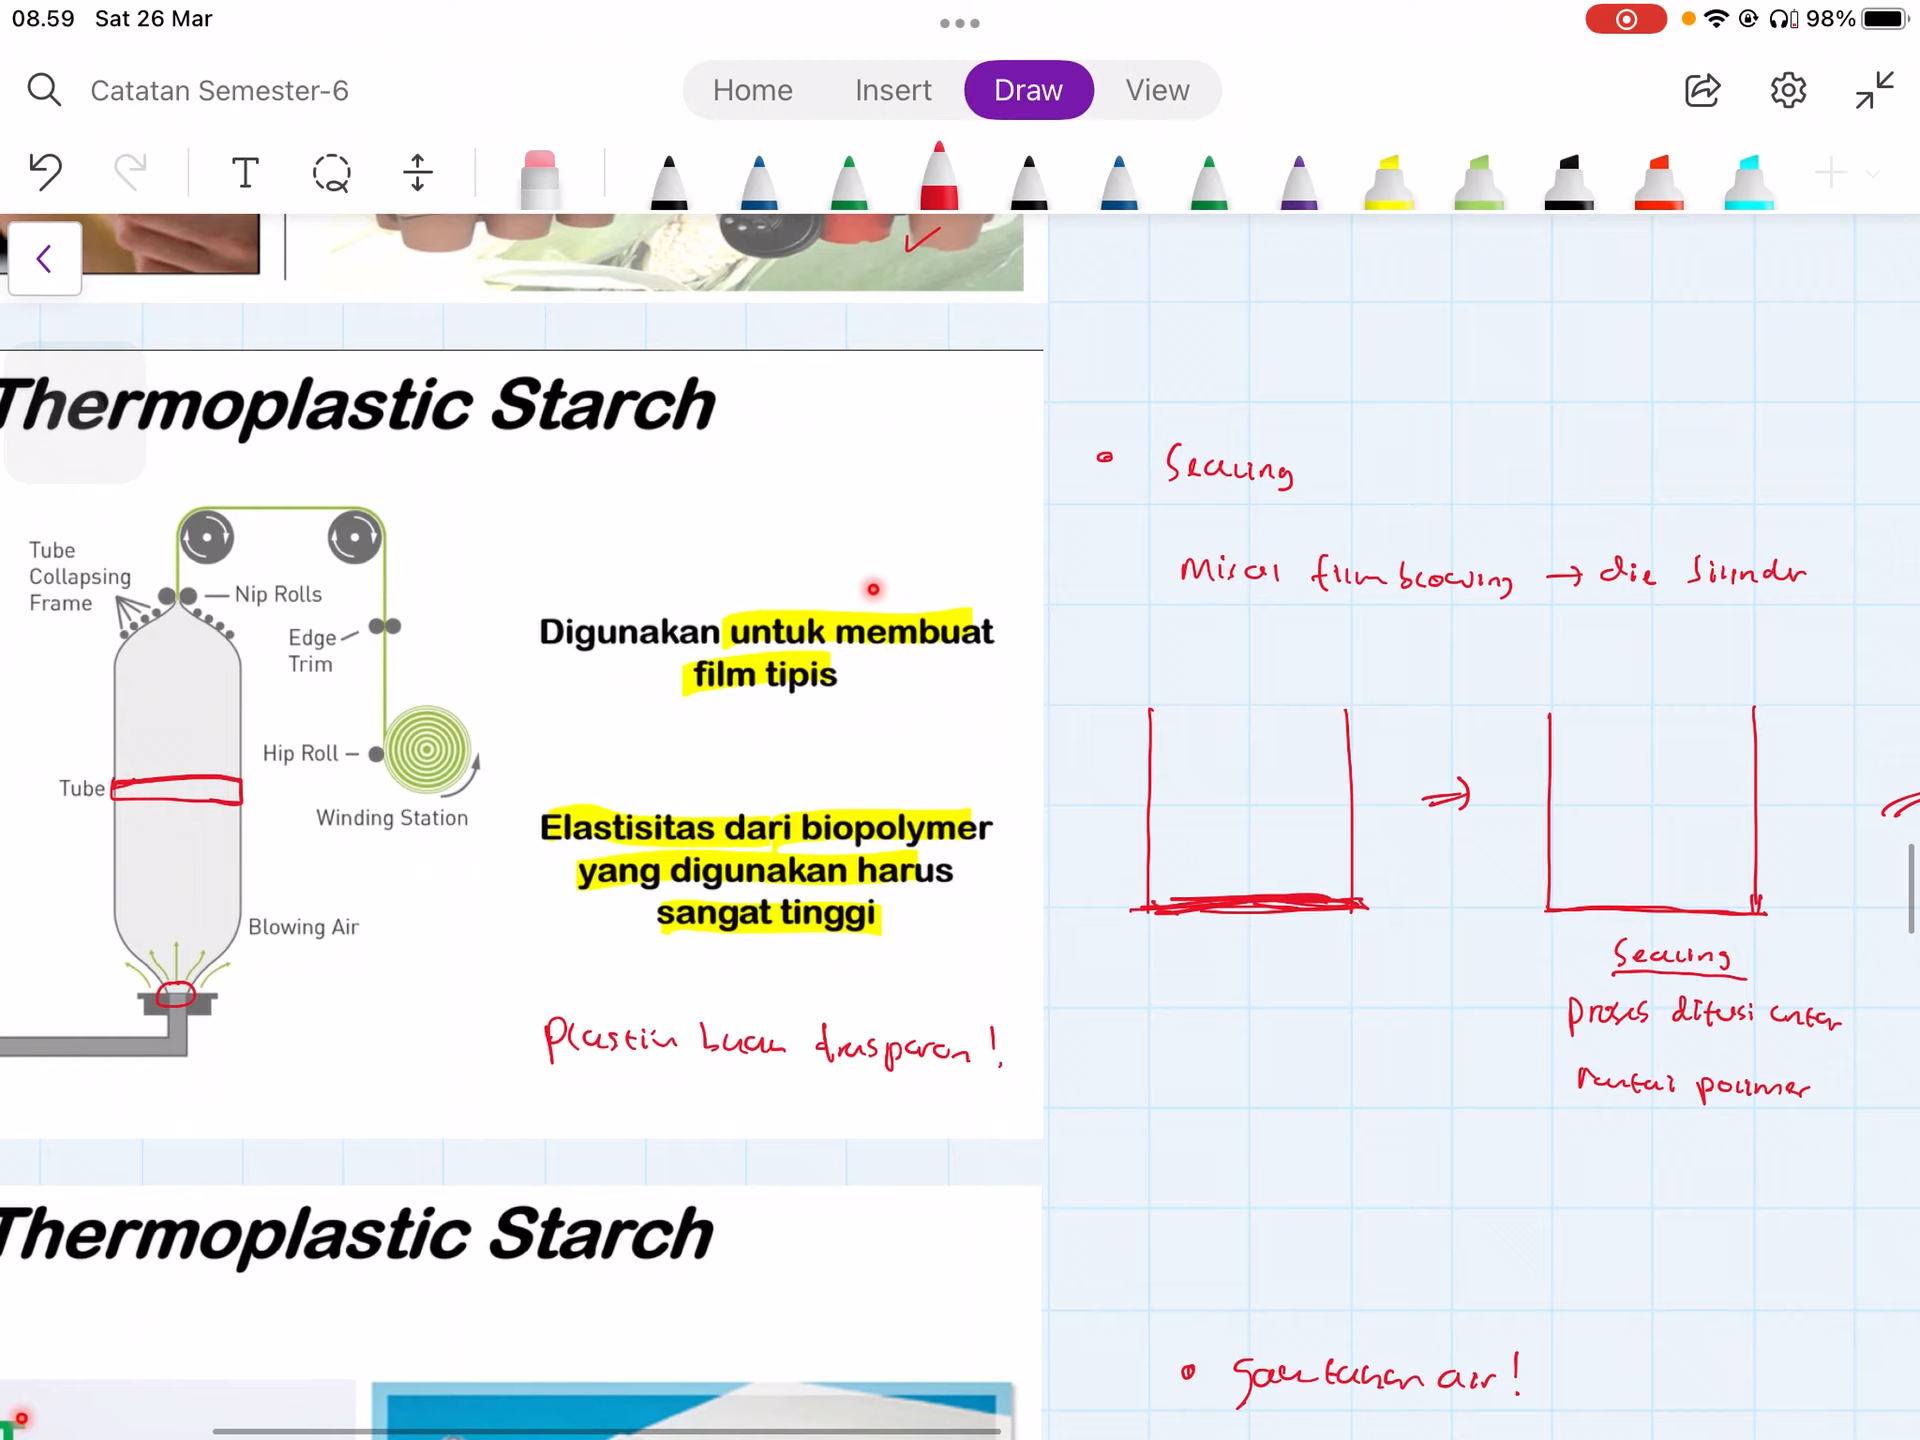 08.59 Sat 26 Mar
98%
Catatan Semester-6
Home Insert Draw View
T
Thermoplastic Starch
Tube
Collapsing
Frame
Nip Rolls
Edge
Trim
Hip Roll
Tube
Winding Station
Blowing Air
Digunakan untuk membuat
film tipis
Elastisitas dari biopolymer
yang digunakan harus
sangat tinggi
Plastik
Sealing
Misal film blowing → die silinder
Sealing
Proses difusi antar
rantai polimer
Thermoplastic Starch
air!